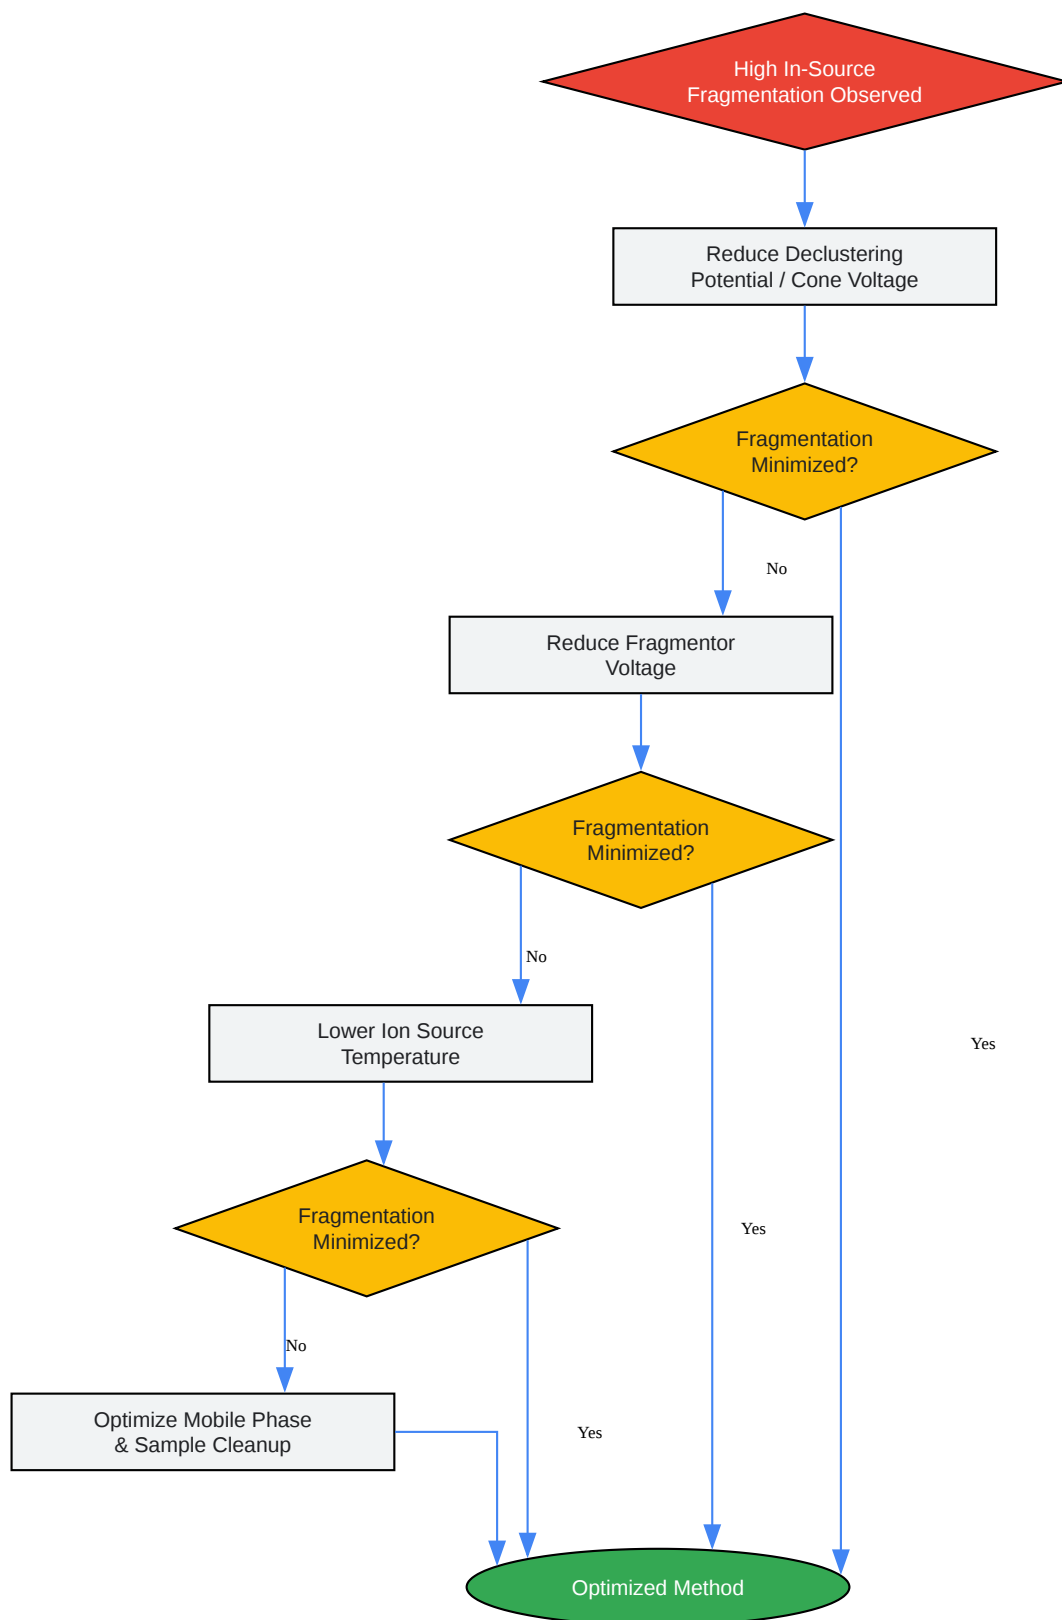 High In-Source
Fragmentation Observed
Reduce Declustering
Potential / Cone Voltage
Fragmentation
Minimized?
No
Reduce Fragmentor
Voltage
Fragmentation
Minimized?
No
Lower Ion Source
Temperature
Yes
Fragmentation
Minimized?
Yes
No
Optimize Mobile Phase
& Sample Cleanup
Yes
Optimized Method